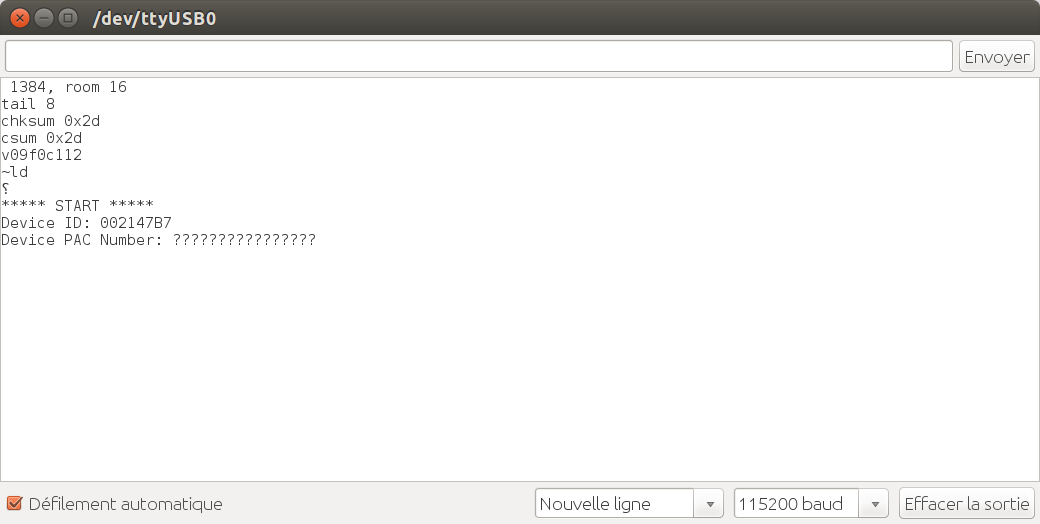 /dev/ttyUSB0
Envoyer
1384, room 16
tail 8
chksum 0x2d
csum 0x2d
v09f0c112
~ld
⸮
***** START *****
Device ID: 002147B7
Device PAC Number: ????????????????
Défilement automatique
Nouvelle ligne
115200 baud
Effacer la sortie